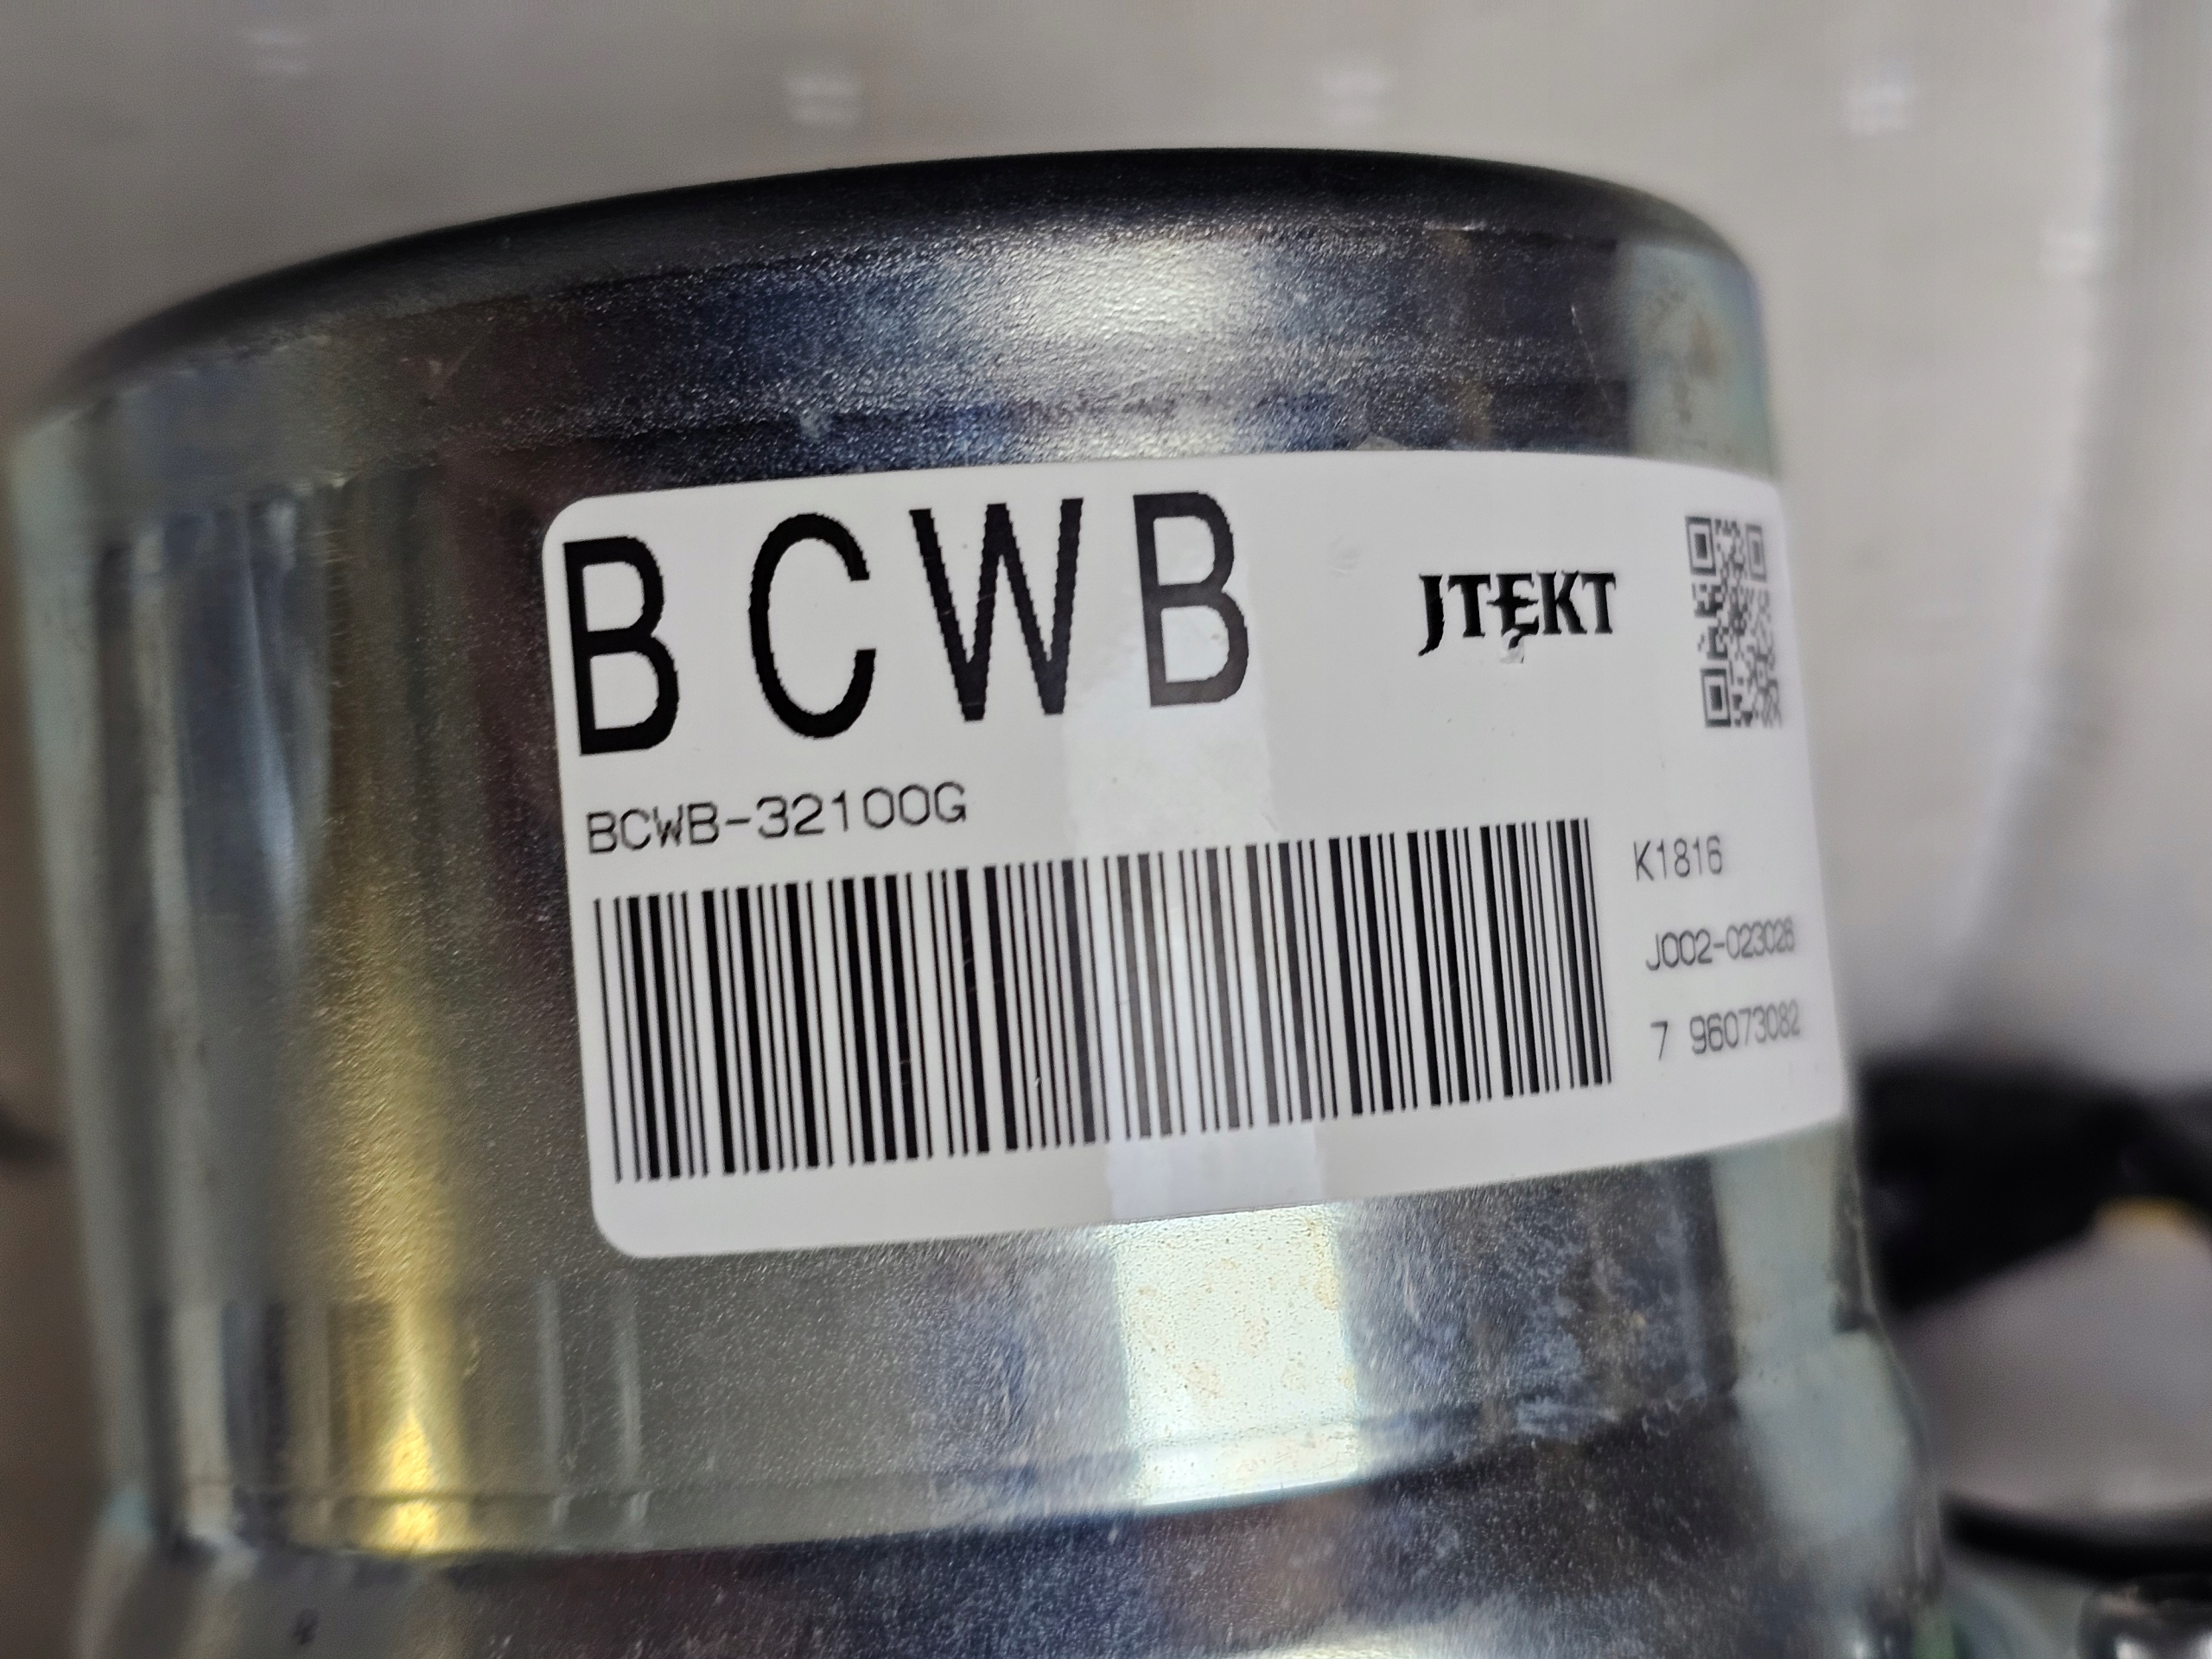 BCWB
JTEKT
BCWB-32100G
K1816
J002-023026
7 96073082